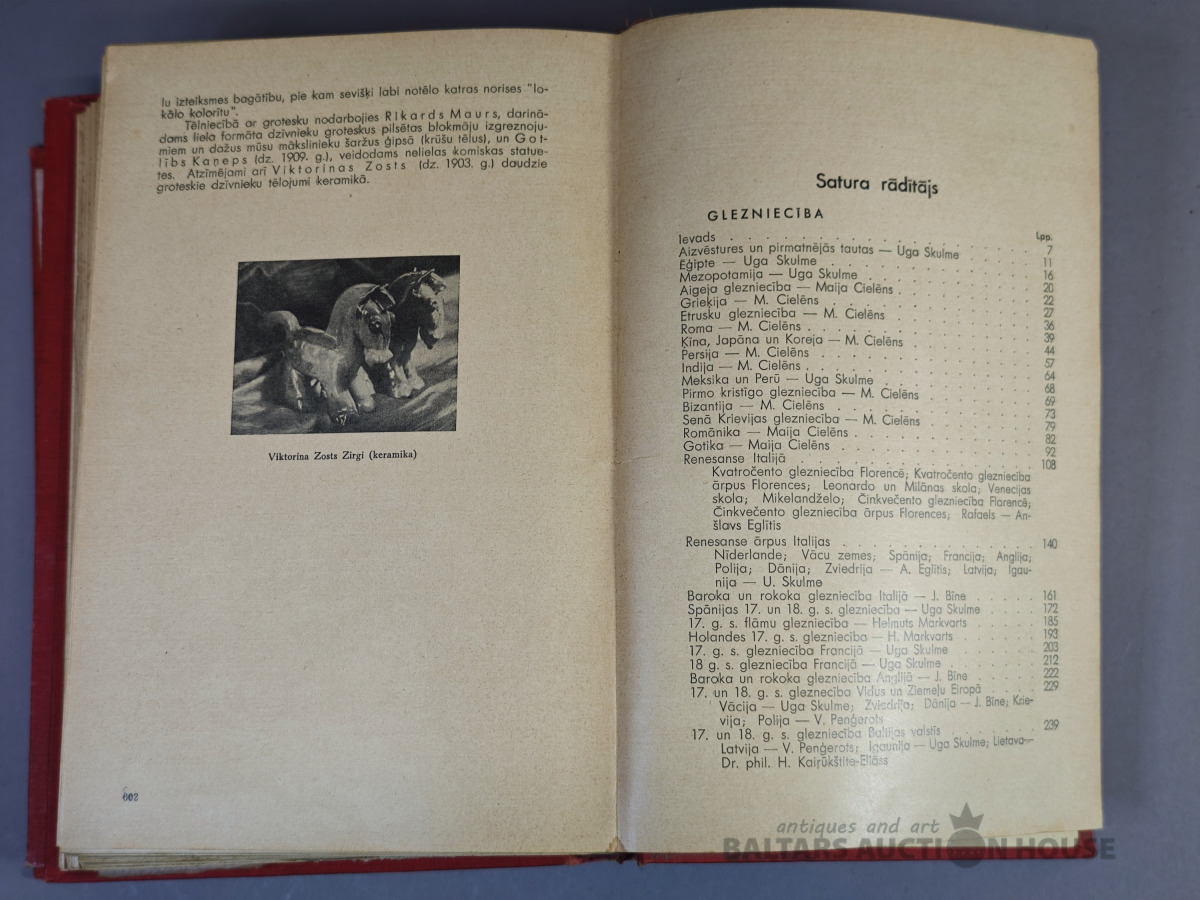 lu izteiksmes bagātību, pie kam sevišķi labi notēlo katras norises "lo-
kālo kolorītu".
Tēlniecībā ar grotesku nodarbojies Rikards Maurs, darinā-
dams liela formāta dzīvnieku groteskus pilsētas blokmāju izgreznoju-
miem un dažus mūsu mākslinieku šaržus ģipsā (krūšu tēlus), un Got-
lībs Kaņeps (dz. 1909. g.), veidodams nelielas komiskas statue-
tes. Atzīmējami arī Viktorinas Zosts (dz. 1903. g.) daudzie
groteskie dzīvnieku tēlojumi keramikā.
Viktorina Zosts Zirgi (keramika)
602
Satura rādītājs
GLEZNIECĪBA
Lpp.
Ievads 7
Aizvēstures un pirmatnējās tautas — Uga Skulme 11
Ēģipte — Uga Skulme 16
Mezopotamija — Uga Skulme 20
Aigeja glezniecība — Maija Cielēns 22
Grieķija — M. Cielēns 27
Etrusku glezniecība — M. Cielēns 36
Roma — M. Cielēns 39
Ķīna, Japāna un Koreja — M. Cielēns 44
Persija — M. Cielēns 57
Indija — M. Cielēns 64
Meksika un Perū — Uga Skulme 68
Pirmo kristīgo glezniecība — M. Cielēns 69
Bizantija — M. Cielēns 73
Senā Krievijas glezniecība — M. Cielēns 79
Romānika — Maija Cielēns 82
Gotika — Maija Cielēns 92
Renesanse Italijā 108
Kvatročento glezniecība Florencē; Kvatročento glezniecība
ārpus Florences; Leonardo un Milānas skola; Venecijas
skola; Mikelandželo; Činkvečento glezniecība Florencē;
Činkvečento glezniecība ārpus Florences; Rafaels — An-
šlavs Eglītis
Renesanse ārpus Italijas 140
Nīderlande; Vācu zemes; Spānija; Francija; Anglija;
Polija; Dānija; Zviedrija — A. Eglītis; Latvija; Igau-
nija — U. Skulme
Baroka un rokoka glezniecība Italijā — J. Bīne 161
Spānijas 17. un 18. g. s. glezniecība — Uga Skulme 172
17. g. s. flāmu glezniecība — Helmuts Markvarts 185
Holandes 17. g. s. glezniecība — H. Markvarts 193
17. g. s. glezniecība Francijā — Uga Skulme 203
18 g. s. glezniecība Francijā — Uga Skulme 212
Baroka un rokoka glezniecība Anglijā — J. Bīne 222
17. un 18. g. s. gleznecība Vidus un Ziemeļu Eiropā 229
Vācija — Uga Skulme; Zviedrija; Dānija — J. Bīne; Krie-
vija; Polija — V. Peņģerots
17. un 18. g. s. glezniecība Baltijas valstīs 239
Latvija — V. Peņģerots; Igaunija — Uga Skulme; Lietava—
Dr. phil. H. Kairūkštite-Eliāss
antiques and art
BALTARS AUCTION HOUSE